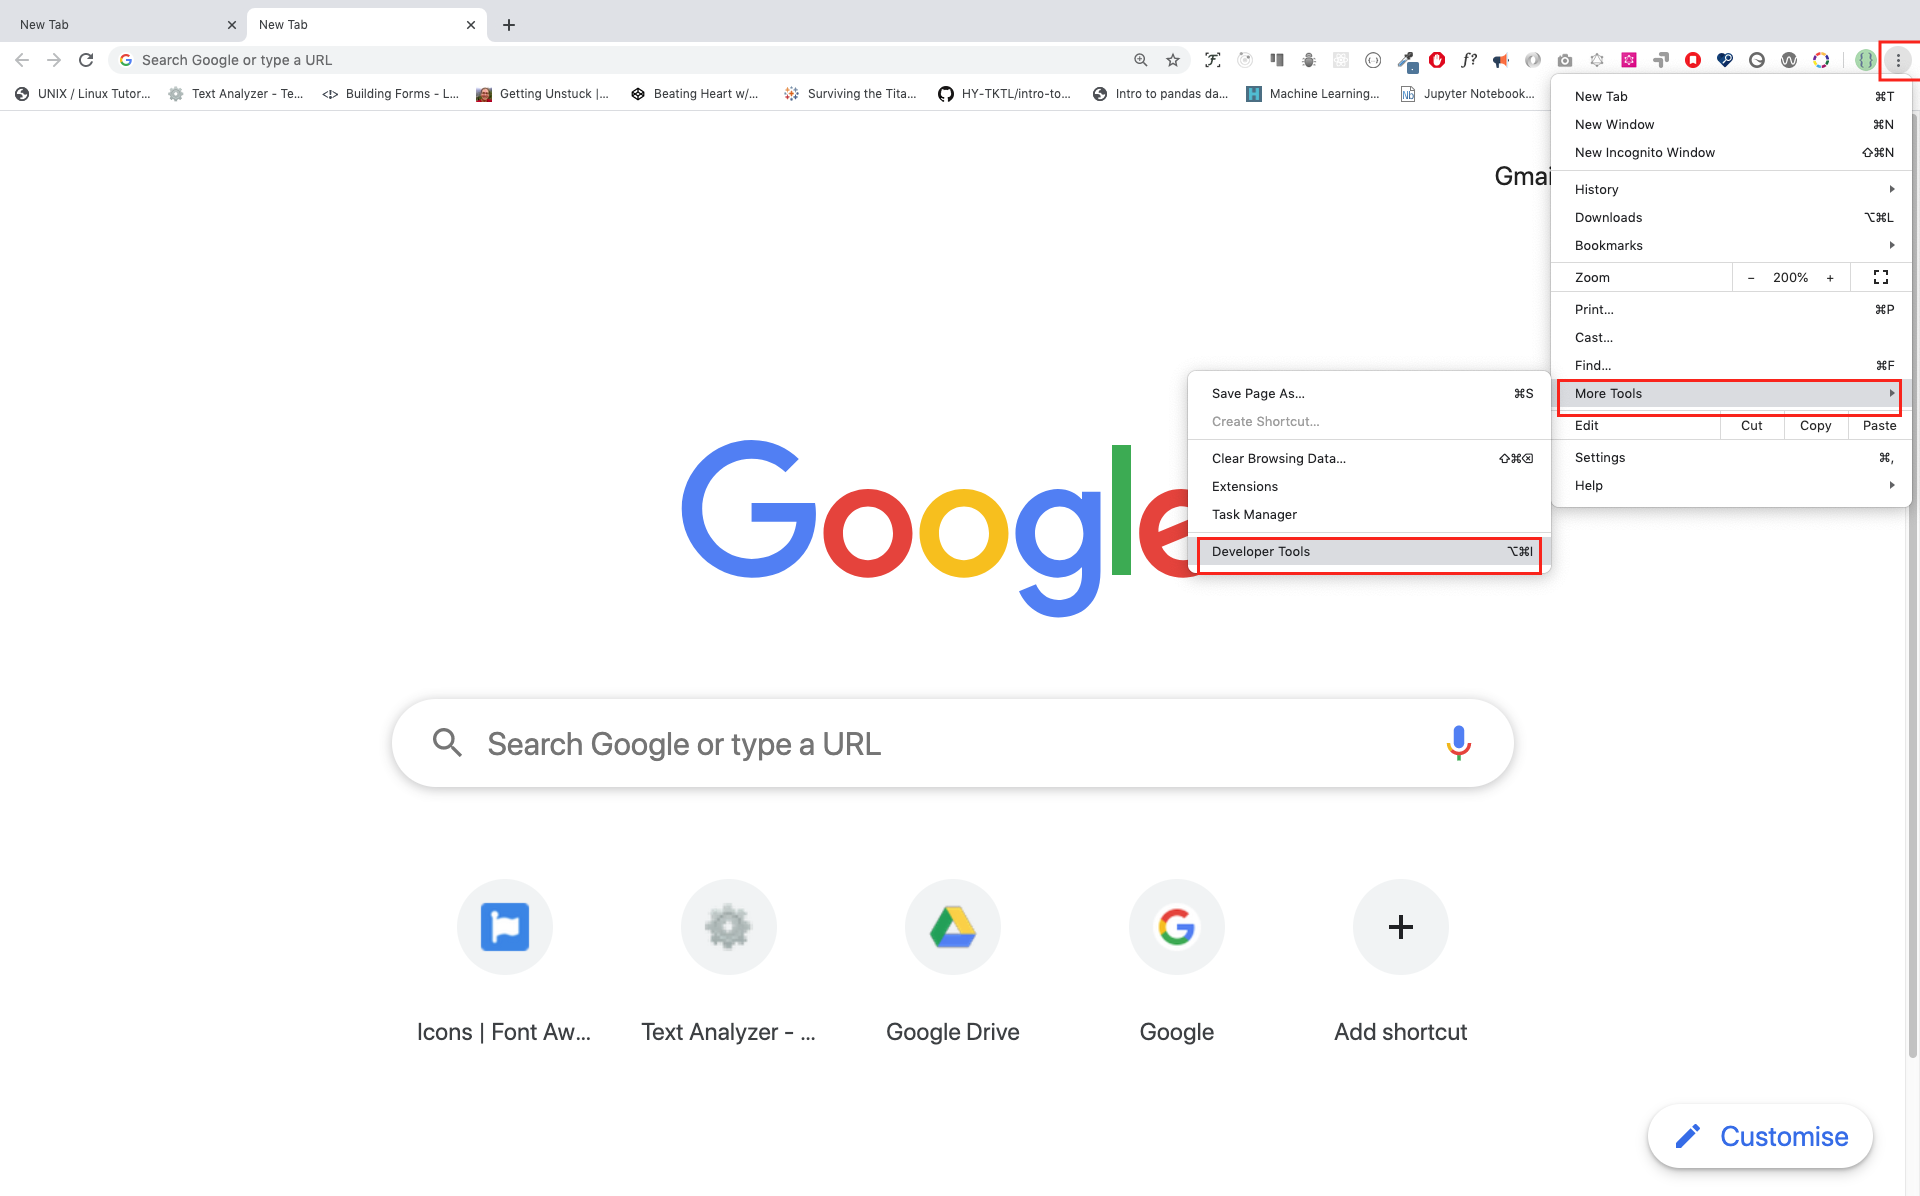 New Tab
New Tab
Search Google or type a URL
f?
UNIX / Linux Tutor...
Text Analyzer - Te...
Building Forms - L...
Getting Unstuck |...
Beating Heart w/...
Surviving the Tita...
HY-TKTL/intro-to...
Intro to pandas da...
Machine Learning...
Jupyter Notebook...
Gmai
New Tab ⌘T
New Window ⌘N
New Incognito Window ⇧⌘N
History
Downloads ⌥⌘L
Bookmarks
Zoom − 200% +
Print... ⌘P
Cast...
Find... ⌘F
More Tools
Edit Cut Copy Paste
Settings ⌘,
Help
Save Page As... ⌘S
Create Shortcut...
Clear Browsing Data... ⇧⌘⌫
Extensions
Task Manager
Developer Tools ⌥⌘I
Google
Search Google or type a URL
Icons | Font Aw...
Text Analyzer - ...
Google Drive
Google
Add shortcut
Customise